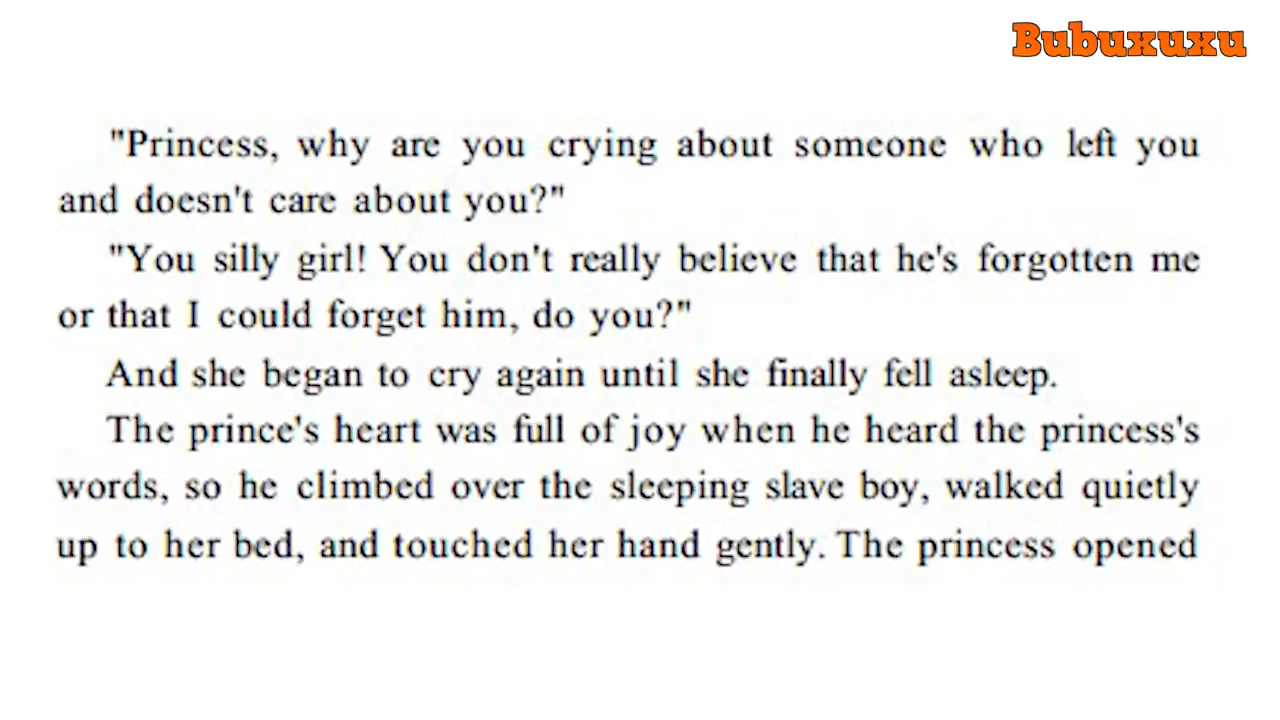 Bubuxuxu
"Princess, why are you crying about someone who left you
and doesn't care about you?"
"You silly girl! You don't really believe that he's forgotten me
or that I could forget him, do you?"
And she began to cry again until she finally fell asleep.
The prince's heart was full of joy when he heard the princess's
words, so he climbed over the sleeping slave boy, walked quietly
up to her bed, and touched her hand gently. The princess opened